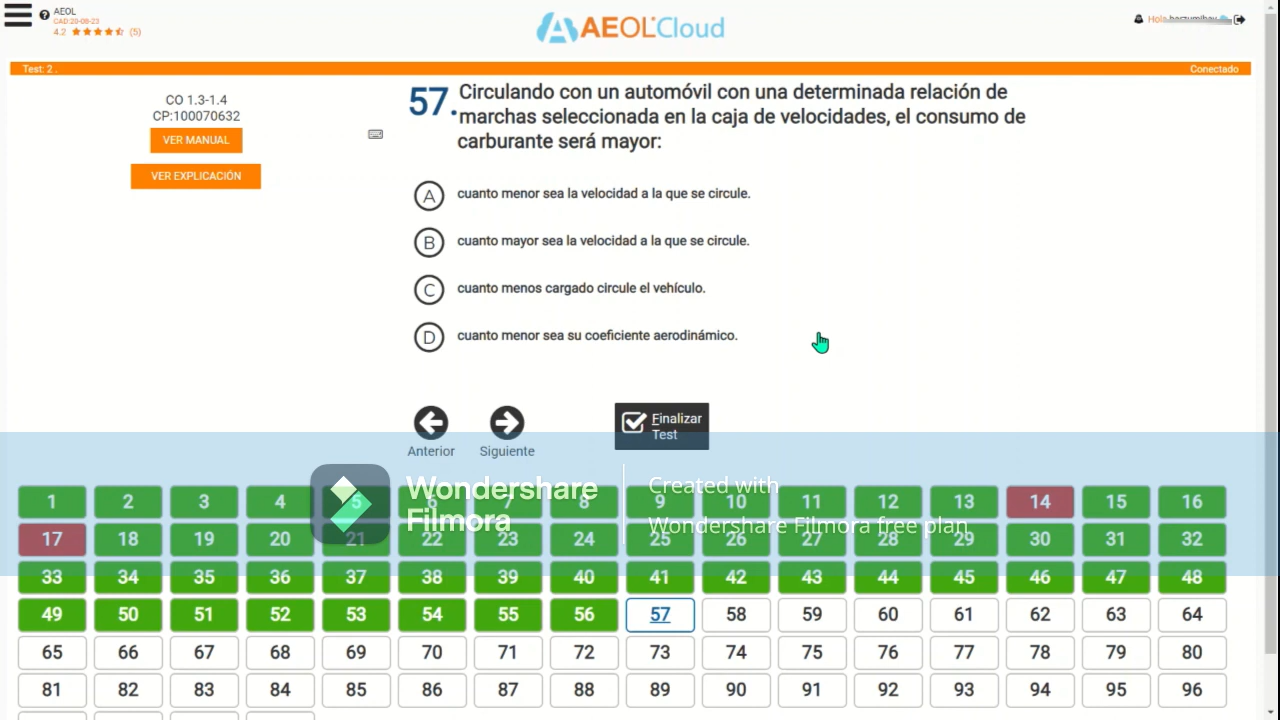 AEOL
CAD:29-08-23
4.2 (5)
AEOL Cloud
Hola
Test: 2 .
Conectado
CO 1.3-1.4
CP:100070632
VER MANUAL
VER EXPLICACIÓN
57. Circulando con un automóvil con una determinada relación de
marchas seleccionada en la caja de velocidades, el consumo de
carburante será mayor:
A cuanto menor sea la velocidad a la que se circule.
B cuanto mayor sea la velocidad a la que se circule.
C cuanto menos cargado circule el vehículo.
D cuanto menor sea su coeficiente aerodinámico.
Anterior
Siguiente
Finalizar
Test
Wondershare
Filmora
Created with
Wondershare Filmora free plan
1 2 3 4 5 6 7 8 9 10 11 12 13 14 15 16
17 18 19 20 21 22 23 24 25 26 27 28 29 30 31 32
33 34 35 36 37 38 39 40 41 42 43 44 45 46 47 48
49 50 51 52 53 54 55 56 57 58 59 60 61 62 63 64
65 66 67 68 69 70 71 72 73 74 75 76 77 78 79 80
81 82 83 84 85 86 87 88 89 90 91 92 93 94 95 96